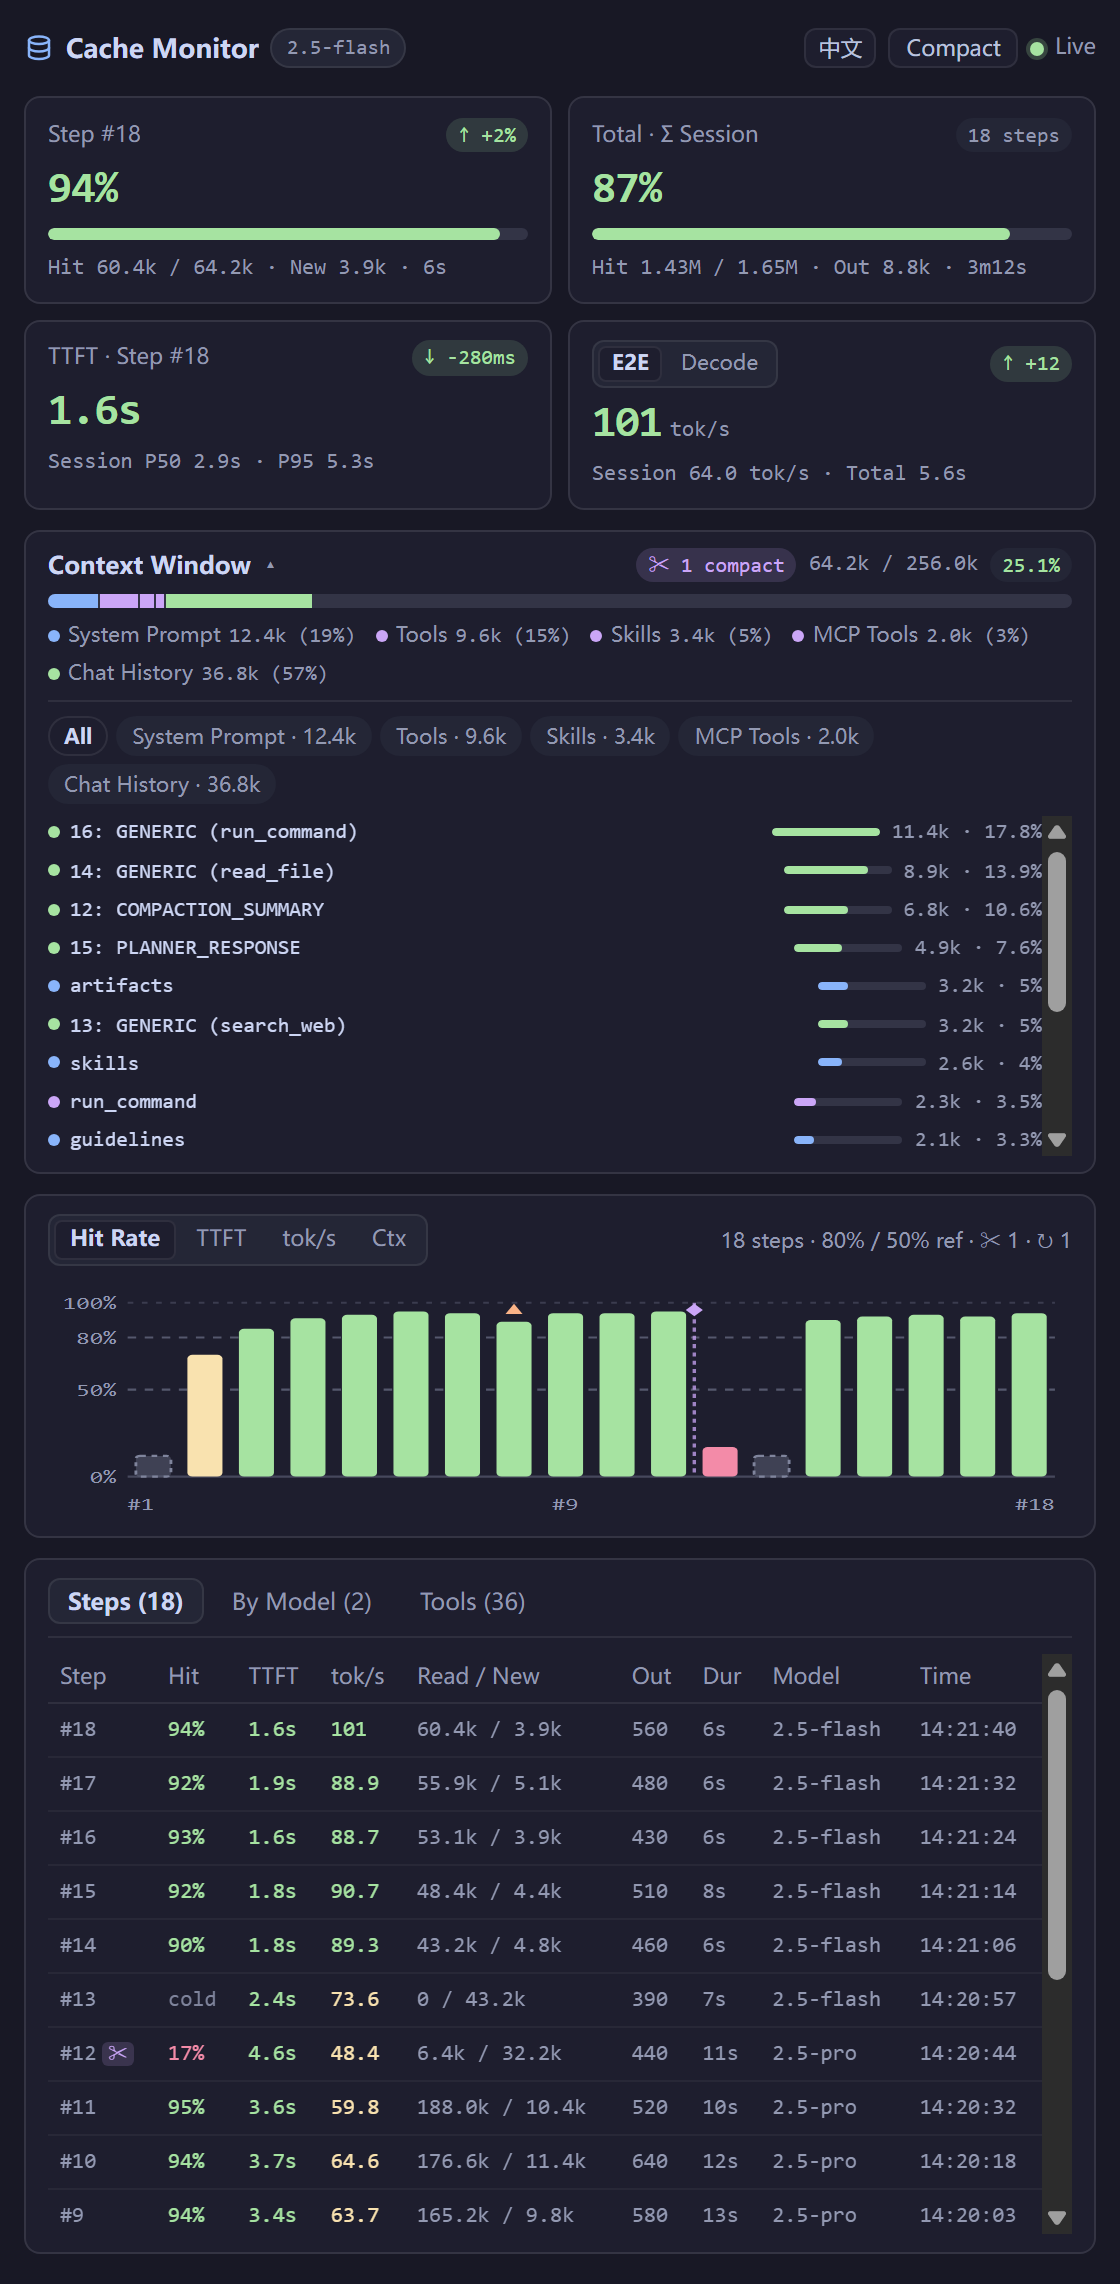 Cache Monitor 2.5-flash 中文 Compact Live
Step #18 ↑ +2%
94%
Hit 60.4k / 64.2k · New 3.9k · 6s
Total · Σ Session 18 steps
87%
Hit 1.43M / 1.65M · Out 8.8k · 3m12s
TTFT · Step #18 ↓ -280ms
1.6s
Session P50 2.9s · P95 5.3s
E2E Decode ↑ +12
101 tok/s
Session 64.0 tok/s · Total 5.6s
Context Window ▴ ✂ 1 compact 64.2k / 256.0k 25.1%
System Prompt 12.4k (19%) Tools 9.6k (15%) Skills 3.4k (5%) MCP Tools 2.0k (3%)
Chat History 36.8k (57%)
All System Prompt · 12.4k Tools · 9.6k Skills · 3.4k MCP Tools · 2.0k
Chat History · 36.8k
16: GENERIC (run_command) 11.4k · 17.8%
14: GENERIC (read_file) 8.9k · 13.9%
12: COMPACTION_SUMMARY 6.8k · 10.6%
15: PLANNER_RESPONSE 4.9k · 7.6%
artifacts 3.2k · 5%
13: GENERIC (search_web) 3.2k · 5%
skills 2.6k · 4%
run_command 2.3k · 3.5%
guidelines 2.1k · 3.3%
Hit Rate TTFT tok/s Ctx 18 steps · 80% / 50% ref · ✂ 1 · ↻ 1
100%
80%
50%
0%
#1 #9 #18
Steps (18) By Model (2) Tools (36)
Step Hit TTFT tok/s Read / New Out Dur Model Time
#18 94% 1.6s 101 60.4k / 3.9k 560 6s 2.5-flash 14:21:40
#17 92% 1.9s 88.9 55.9k / 5.1k 480 6s 2.5-flash 14:21:32
#16 93% 1.6s 88.7 53.1k / 3.9k 430 6s 2.5-flash 14:21:24
#15 92% 1.8s 90.7 48.4k / 4.4k 510 8s 2.5-flash 14:21:14
#14 90% 1.8s 89.3 43.2k / 4.8k 460 6s 2.5-flash 14:21:06
#13 cold 2.4s 73.6 0 / 43.2k 390 7s 2.5-flash 14:20:57
#12 ✂ 17% 4.6s 48.4 6.4k / 32.2k 440 11s 2.5-pro 14:20:44
#11 95% 3.6s 59.8 188.0k / 10.4k 520 10s 2.5-pro 14:20:32
#10 94% 3.7s 64.6 176.6k / 11.4k 640 12s 2.5-pro 14:20:18
#9 94% 3.4s 63.7 165.2k / 9.8k 580 13s 2.5-pro 14:20:03